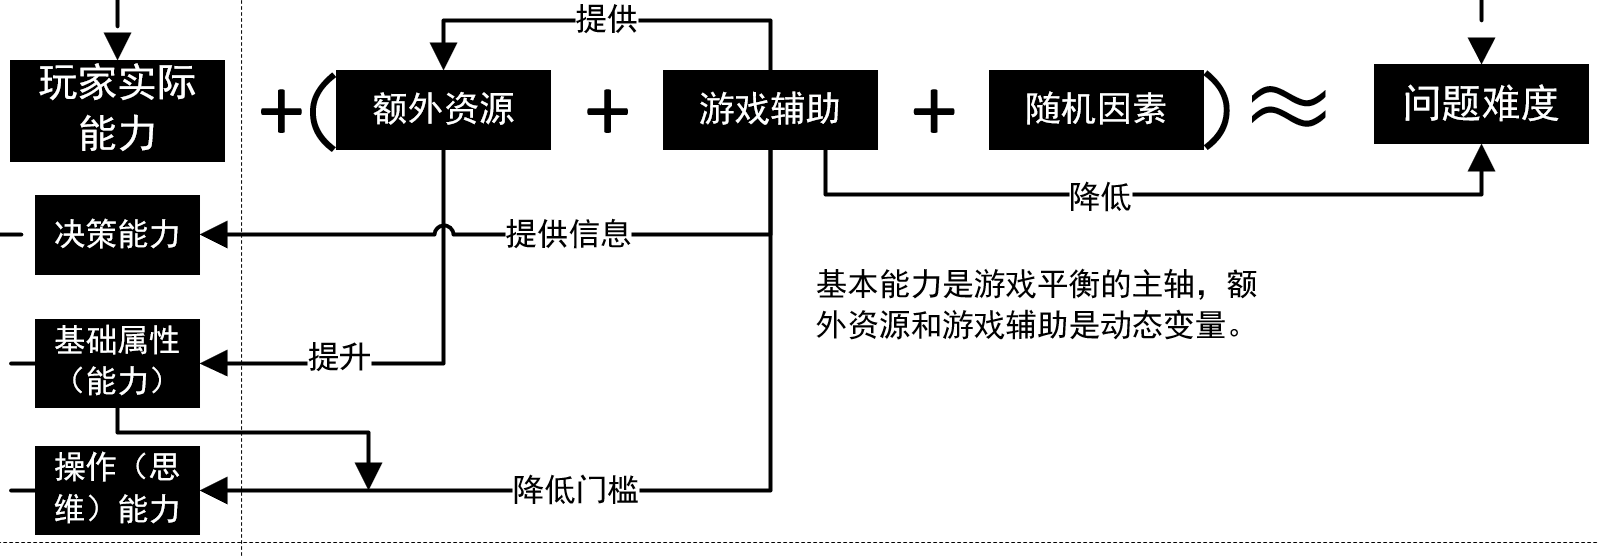 提供
玩家实际
能力
+
(
额外资源
+
游戏辅助
+
随机因素
)
≈
问题难度
降低
决策能力
提供信息
基本能力是游戏平衡的主轴，额
外资源和游戏辅助是动态变量。
基础属性
（能力）
提升
操作（思
维）能力
降低门槛